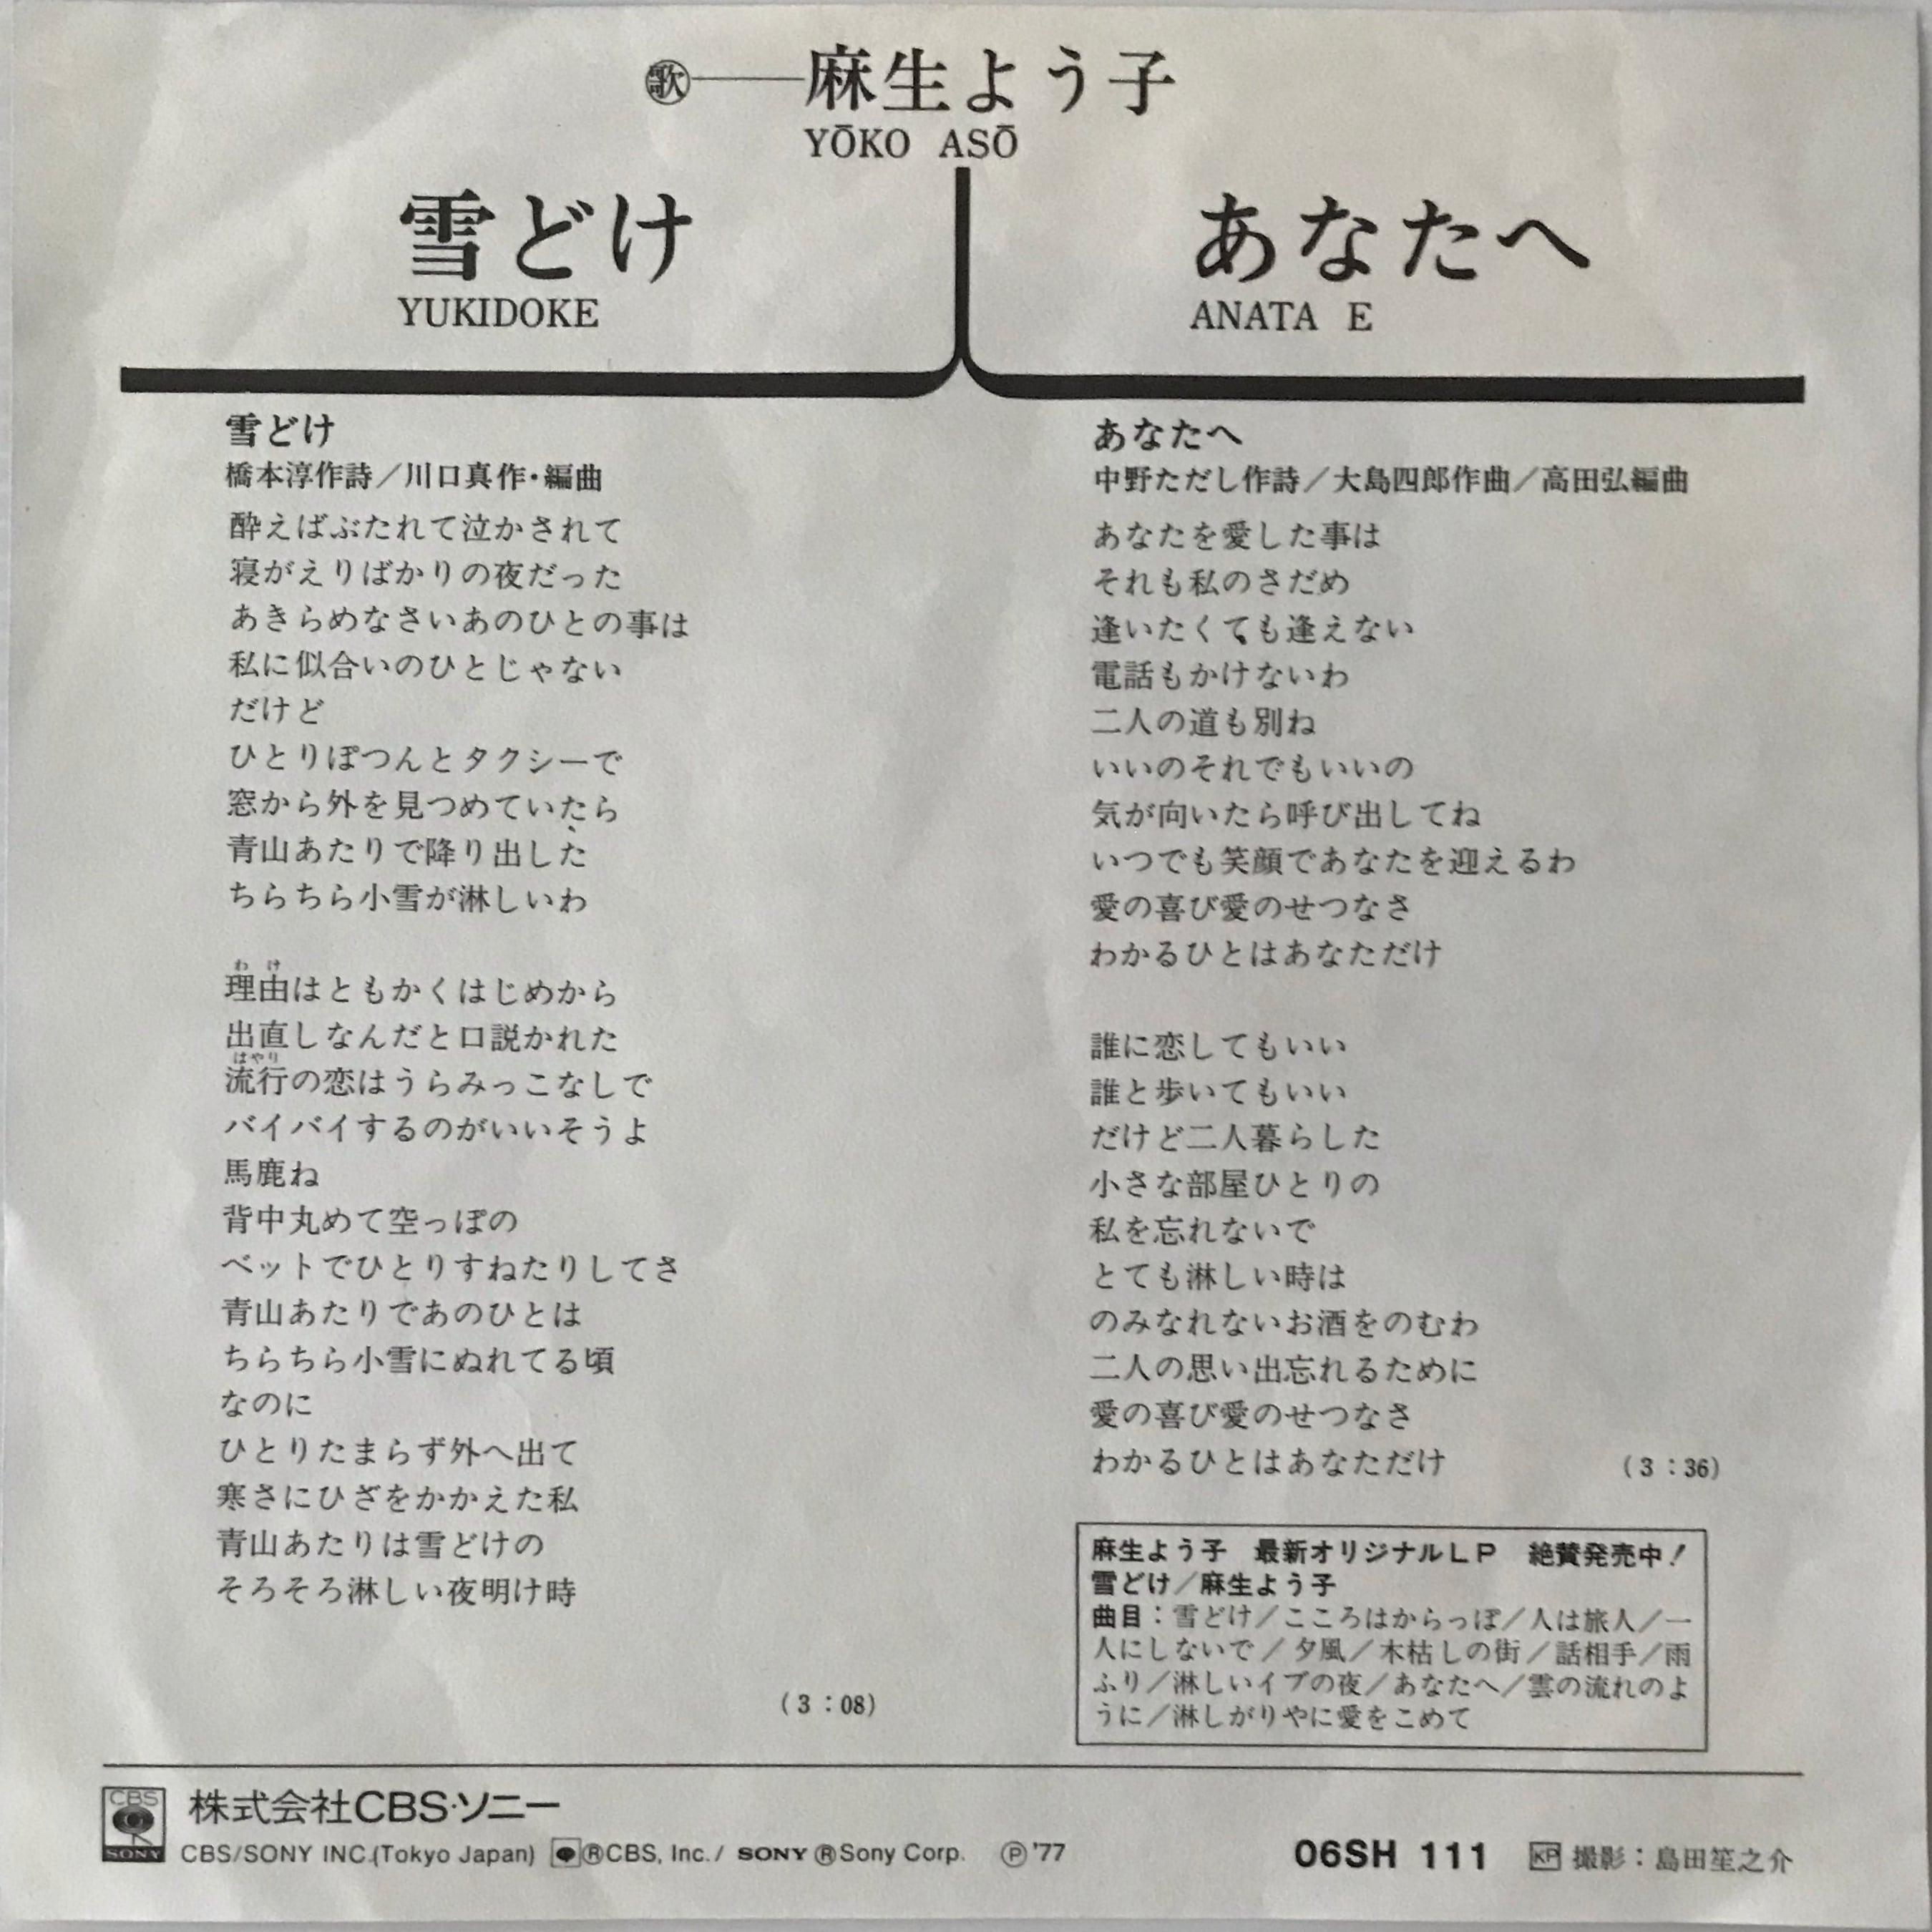 歌――麻生よう子
YŌKO ASŌ
雪どけ
YUKIDOKE
あなたへ
ANATA E
雪どけ
橋本淳作詩／川口真作・編曲
酔えばぶたれて泣かされて
寝がえりばかりの夜だった
あきらめなさいあのひとの事は
私に似合いのひとじゃない
だけど
ひとりぽつんとタクシーで
窓から外を見つめていたら
青山あたりで降り出した
ちらちら小雪が淋しいわ
わけ
理由はともかくはじめから
出直しなんだと口説かれた
はやり
流行の恋はうらみっこなしで
バイバイするのがいいそうよ
馬鹿ね
背中丸めて空っぽの
ベットでひとりすねたりしてさ
青山あたりであのひとは
ちらちら小雪にぬれてる頃
なのに
ひとりたまらず外へ出て
寒さにひざをかかえた私
青山あたりは雪どけの
そろそろ淋しい夜明け時
(3:08)
あなたへ
中野ただし作詩／大島四郎作曲／高田弘編曲
あなたを愛した事は
それも私のさだめ
逢いたくても逢えない
電話もかけないわ
二人の道も別ね
いいのそれでもいいの
気が向いたら呼び出してね
いつでも笑顔であなたを迎えるわ
愛の喜び愛のせつなさ
わかるひとはあなただけ
誰に恋してもいい
誰と歩いてもいい
だけど二人暮らした
小さな部屋ひとりの
私を忘れないで
とても淋しい時は
のみなれないお酒をのむわ
二人の思い出忘れるために
愛の喜び愛のせつなさ
わかるひとはあなただけ (3:36)
麻生よう子 最新オリジナルLP 絶賛発売中!
雪どけ／麻生よう子
曲目：雪どけ／こころはからっぽ／人は旅人／一
人にしないで／夕風／木枯しの街／話相手／雨
ふり／淋しいイブの夜／あなたへ／雲の流れのよ
うに／淋しがりやに愛をこめて
CBS
SONY
株式会社CBS・ソニー
CBS/SONY INC.(Tokyo Japan) ®CBS, Inc./ SONY ®Sony Corp. ℗'77
06SH 111 KP 撮影：島田笙之介